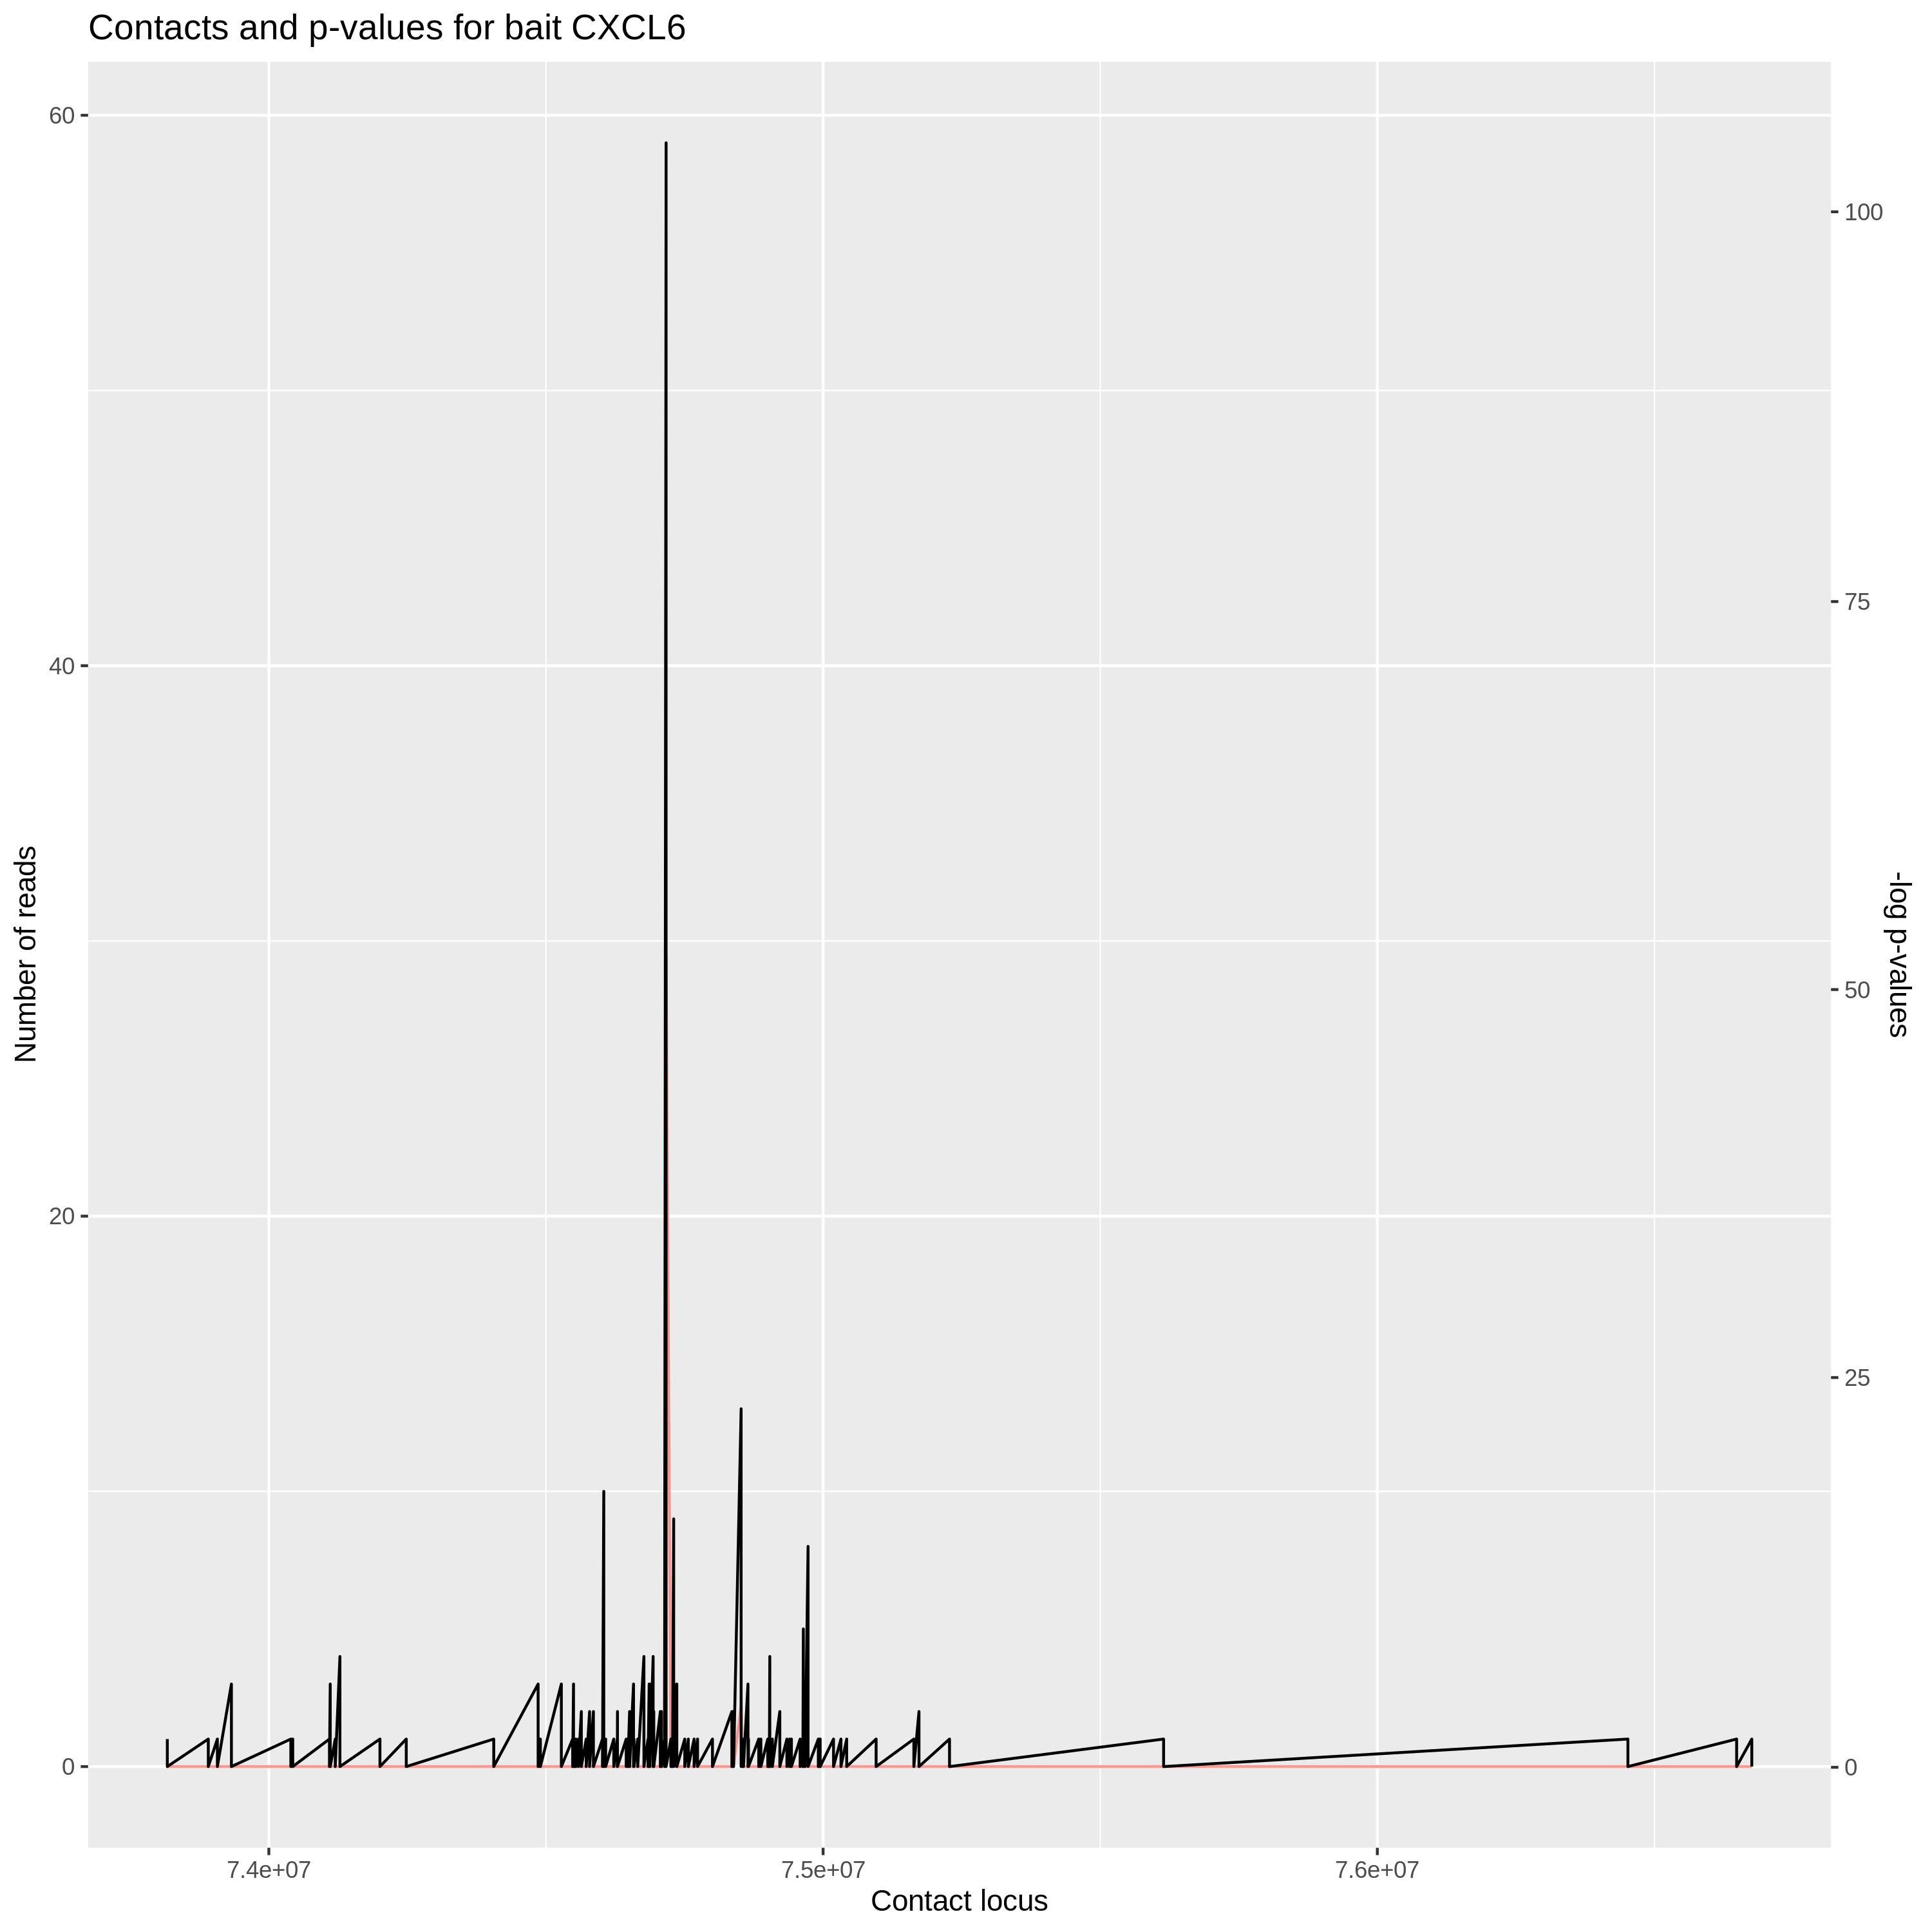 Contacts and p-values for bait CXCL6
60
40
20
0
Number of reads
100
75
50
25
0
-log p-values
7.4e+07
7.5e+07
7.6e+07
Contact locus